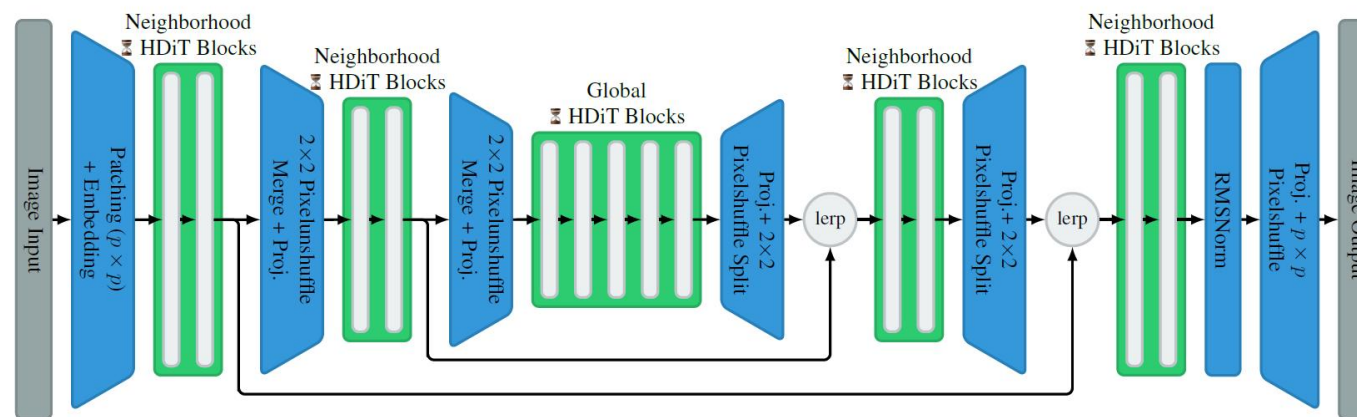 Image Input
Patching (p × p)
+ Embedding
Neighborhood
⌛ HDiT Blocks
2×2 Pixelunshuffle
Merge + Proj.
Neighborhood
⌛ HDiT Blocks
2×2 Pixelunshuffle
Merge + Proj.
Global
⌛ HDiT Blocks
Proj.+ 2×2
Pixelshuffle Split
lerp
Neighborhood
⌛ HDiT Blocks
Proj.+ 2×2
Pixelshuffle Split
lerp
Neighborhood
⌛ HDiT Blocks
RMSNorm
Proj. + p × p
Pixelshuffle
Image Output